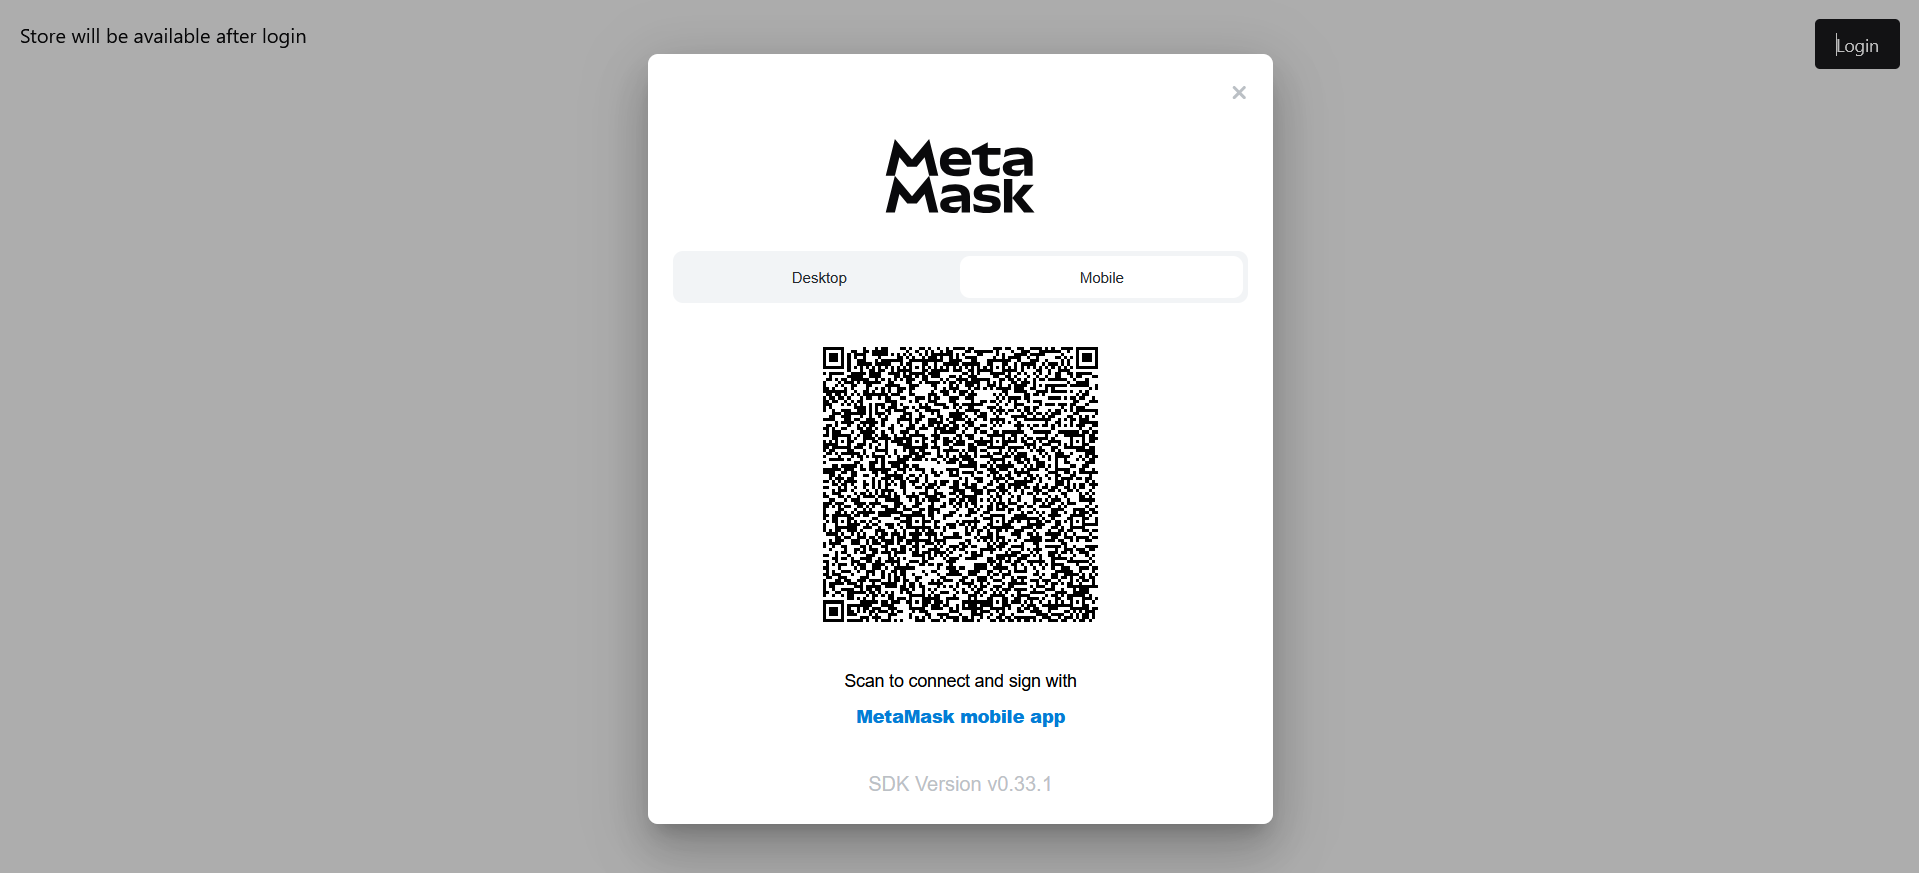 Store will be available after login
Login
Meta
Mask
Desktop
Mobile
Scan to connect and sign with
MetaMask mobile app
SDK Version v0.33.1